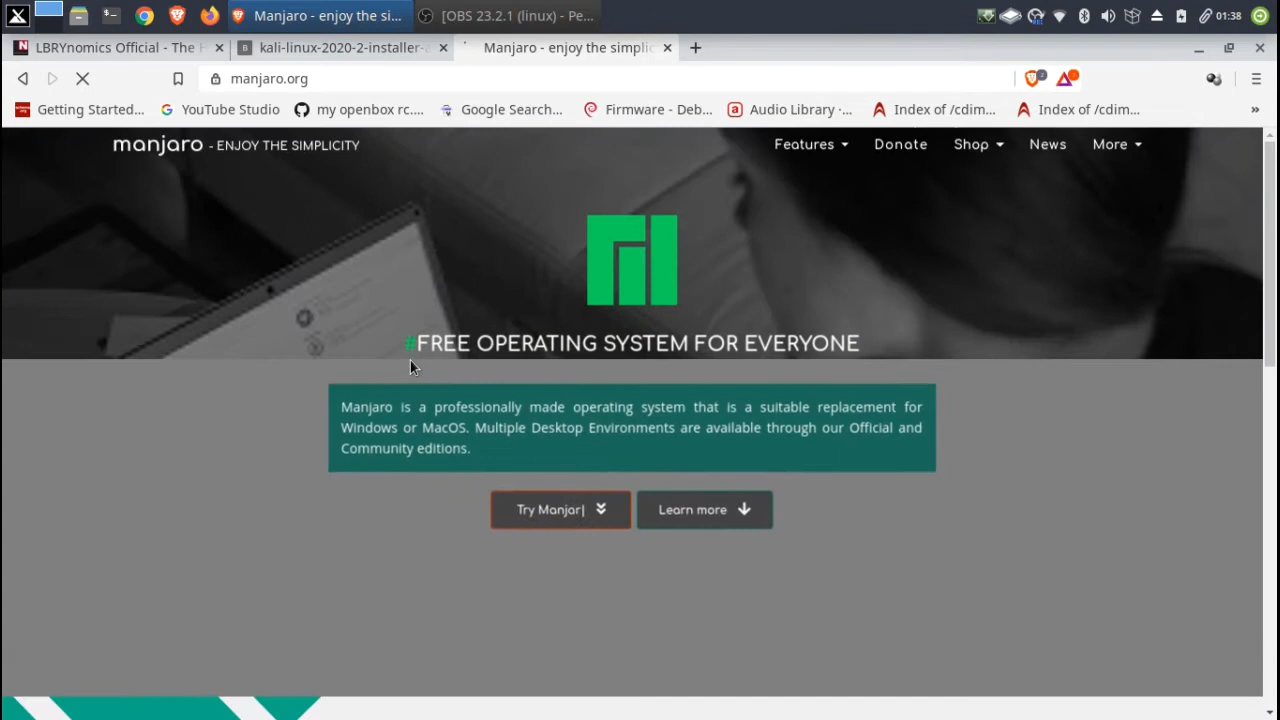 Manjaro - enjoy the si...
[OBS 23.2.1 (linux) - Pe...
01:38
LBRYnomics Official - The H
kali-linux-2020-2-installer-a
Manjaro - enjoy the simplic
manjaro.org
Getting Started...
YouTube Studio
my openbox rc....
Google Search...
Firmware - Deb...
Audio Library ·...
Index of /cdim...
Index of /cdim...
»
manjaro - ENJOY THE SIMPLICITY
Features
Donate
Shop
News
More
#FREE OPERATING SYSTEM FOR EVERYONE
Manjaro is a professionally made operating system that is a suitable replacement for
Windows or MacOS. Multiple Desktop Environments are available through our Official and
Community editions.
Try Manjar|
Learn more